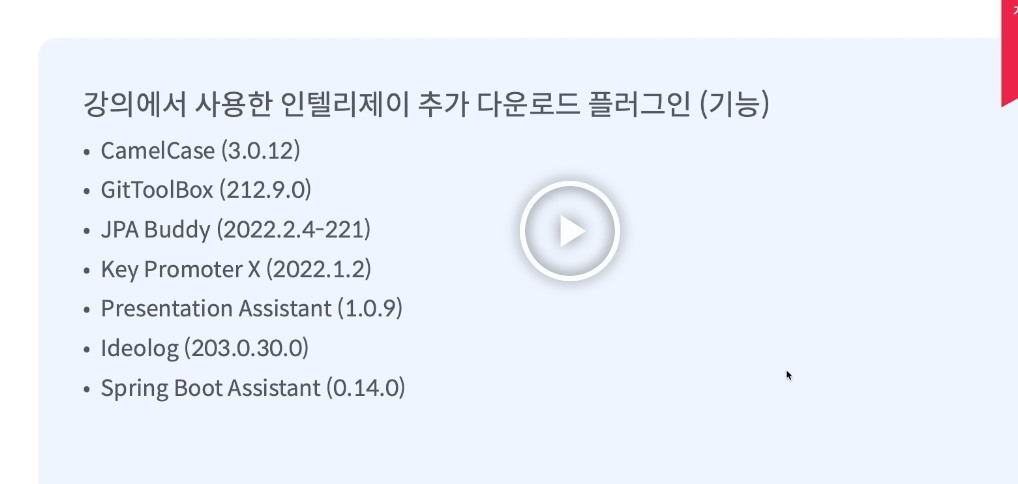 강의에서 사용한 인텔리제이 추가 다운로드 플러그인 (기능)
• CamelCase (3.0.12)
• GitToolBox (212.9.0)
• JPA Buddy (2022.2.4-221)
• Key Promoter X (2022.1.2)
• Presentation Assistant (1.0.9)
• Ideolog (203.0.30.0)
• Spring Boot Assistant (0.14.0)